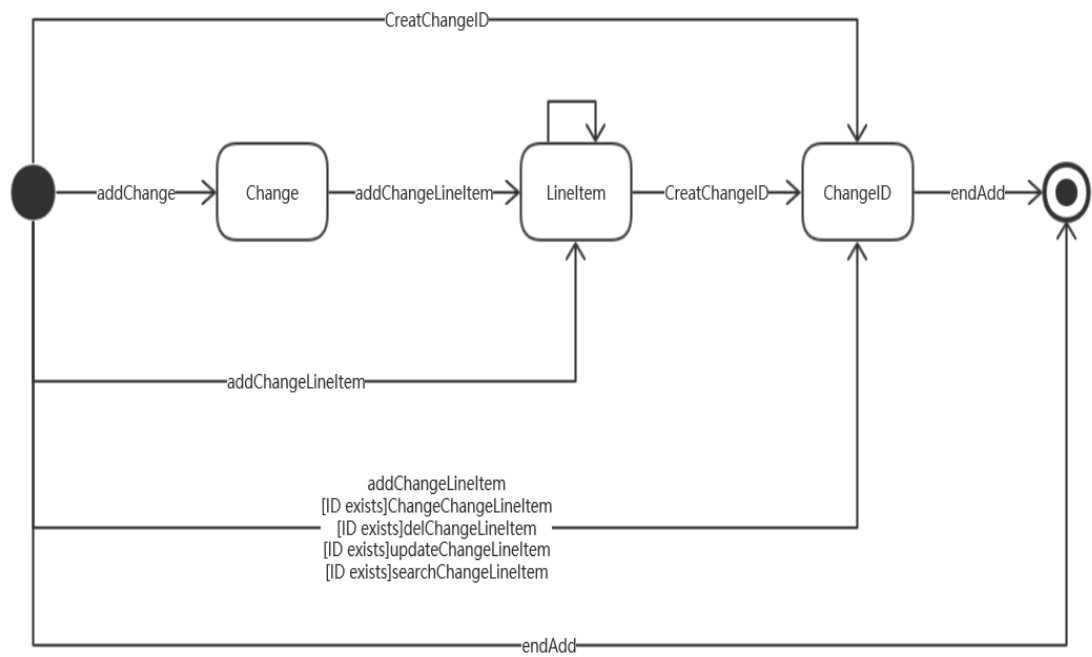 CreatChangeID
addChange
Change
addChangeLineItem
LineItem
CreatChangeID
ChangeID
endAdd
addChangeLineItem
addChangeLineItem
[ID exists]ChangeChangeLineItem
[ID exists]delChangeLineItem
[ID exists]updateChangeLineItem
[ID exists]searchChangeLineItem
endAdd